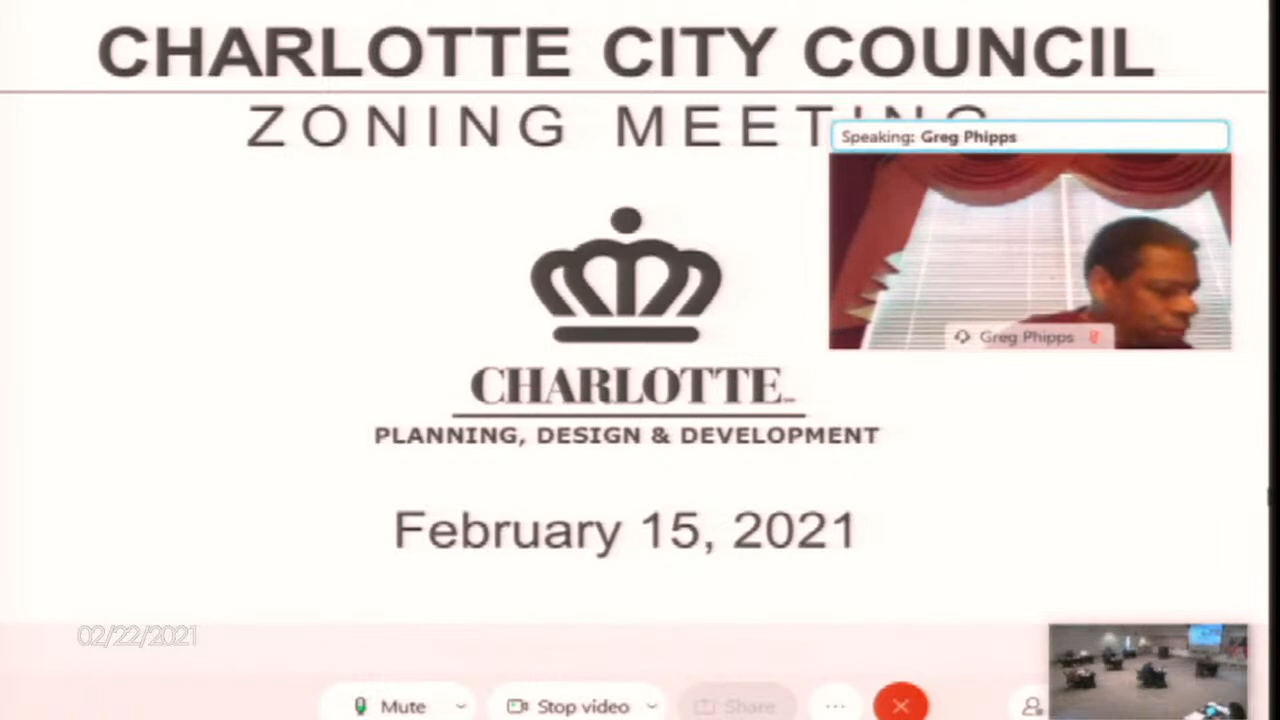 CHARLOTTE CITY COUNCIL
ZONING MEETING
Speaking: Greg Phipps
Greg Phipps
CHARLOTTE
PLANNING, DESIGN & DEVELOPMENT
February 15, 2021
02/22/2021
Mute
Stop video
Share